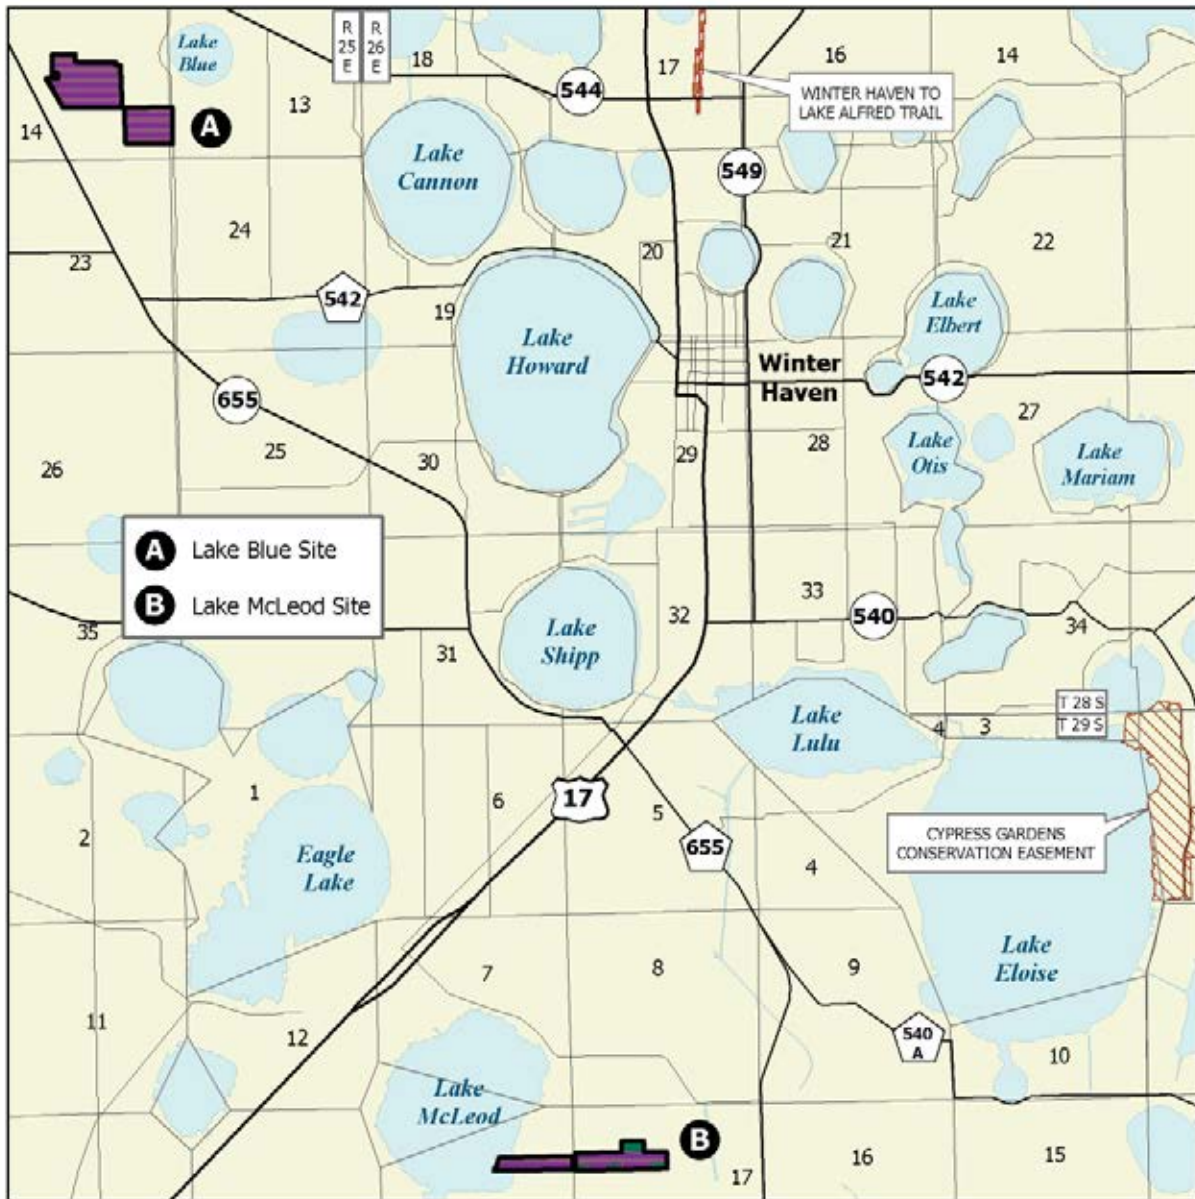 Lake
Blue
R
25
E
R
26
E
18
17
16
14
13
544
WINTER HAVEN TO
LAKE ALFRED TRAIL
14
A
Lake
Cannon
549
24
23
20
21
22
542
19
Lake
Howard
Lake
Elbert
Winter
Haven
542
655
27
26
25
30
29
28
Lake
Otis
Lake
Mariam
A Lake Blue Site
B Lake McLeod Site
33
540
35
32
34
31
Lake
Shipp
T 28 S
T 29 S
Lake
Lulu
4
3
1
6
17
5
2
655
CYPRESS GARDENS
CONSERVATION EASEMENT
Eagle
Lake
4
Lake
Eloise
7
8
9
11
12
540
A
10
Lake
McLeod
B
17
16
15